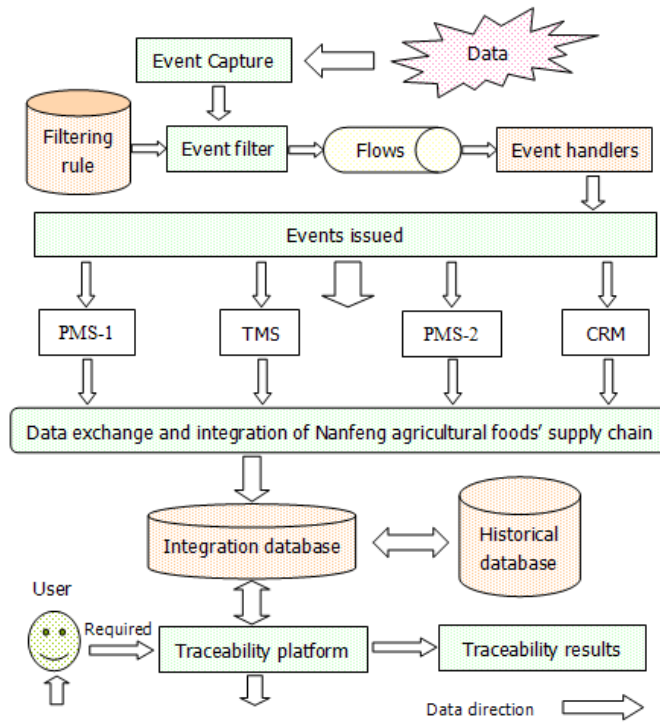 Event Capture
Data
Filtering
rule
Event filter
Flows
Event handlers
Events issued
PMS-1
TMS
PMS-2
CRM
Data exchange and integration of Nanfeng agricultural foods' supply chain
Integration database
Historical
database
User
Required
Traceability platform
Traceability results
Data direction